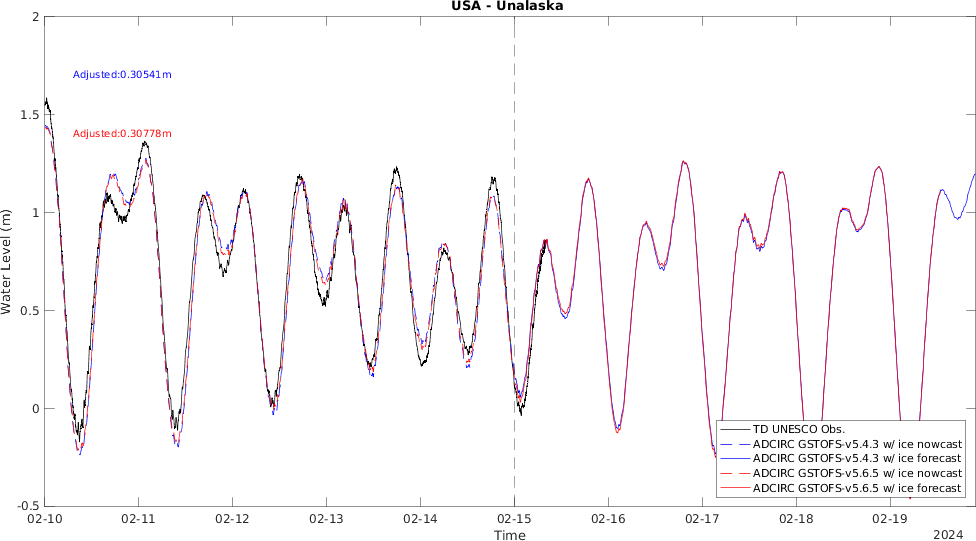 USA - Unalaska
Adjusted:0.30541m
Adjusted:0.30778m
Water Level (m)
2
1.5
1
0.5
0
-0.5
02-10 02-11 02-12 02-13 02-14 02-15 02-16 02-17 02-18 02-19
Time
2024
TD UNESCO Obs.
ADCIRC GSTOFS-v5.4.3 w/ ice nowcast
ADCIRC GSTOFS-v5.4.3 w/ ice forecast
ADCIRC GSTOFS-v5.6.5 w/ ice nowcast
ADCIRC GSTOFS-v5.6.5 w/ ice forecast